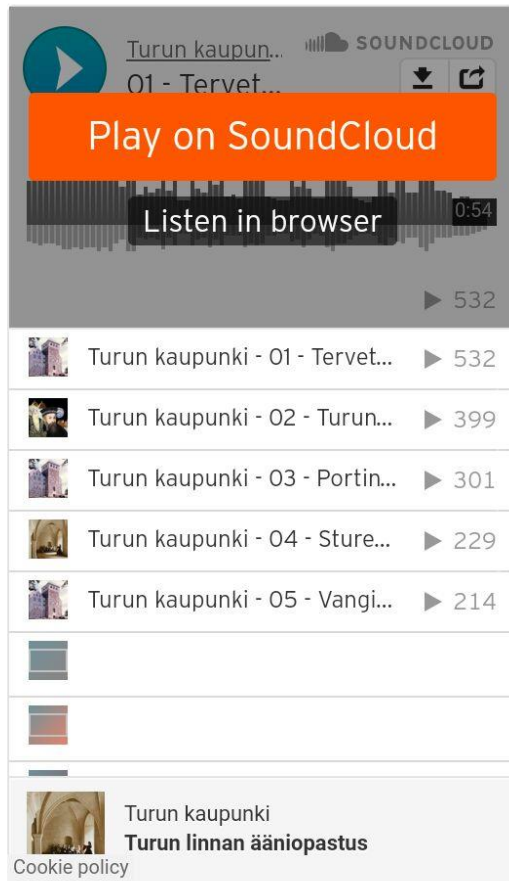 Turun kaupun...
SOUNDCLOUD
01 - Tervet...
Play on SoundCloud
Listen in browser
0:54
532
Turun kaupunki - 01 - Tervet... 532
Turun kaupunki - 02 - Turun... 399
Turun kaupunki - 03 - Portin... 301
Turun kaupunki - 04 - Sture... 229
Turun kaupunki - 05 - Vangi... 214
Turun kaupunki
Turun linnan ääniopastus
Cookie policy